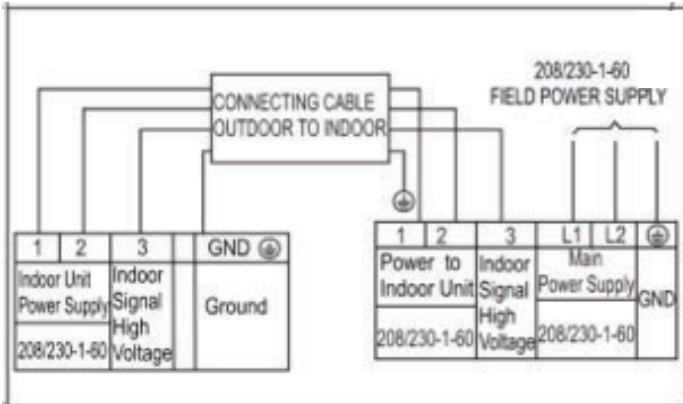 208/230-1-60
FIELD POWER SUPPLY
CONNECTING CABLE
OUTDOOR TO INDOOR
1 2 3 GND
Indoor Unit
Power Supply
208/230-1-60
Indoor
Signal
High
Voltage
Ground
1 2 3 L1 L2
Power to
Indoor Unit
208/230-1-60
Indoor
Signal
High
Voltage
Main
Power Supply
208/230-1-60
GND